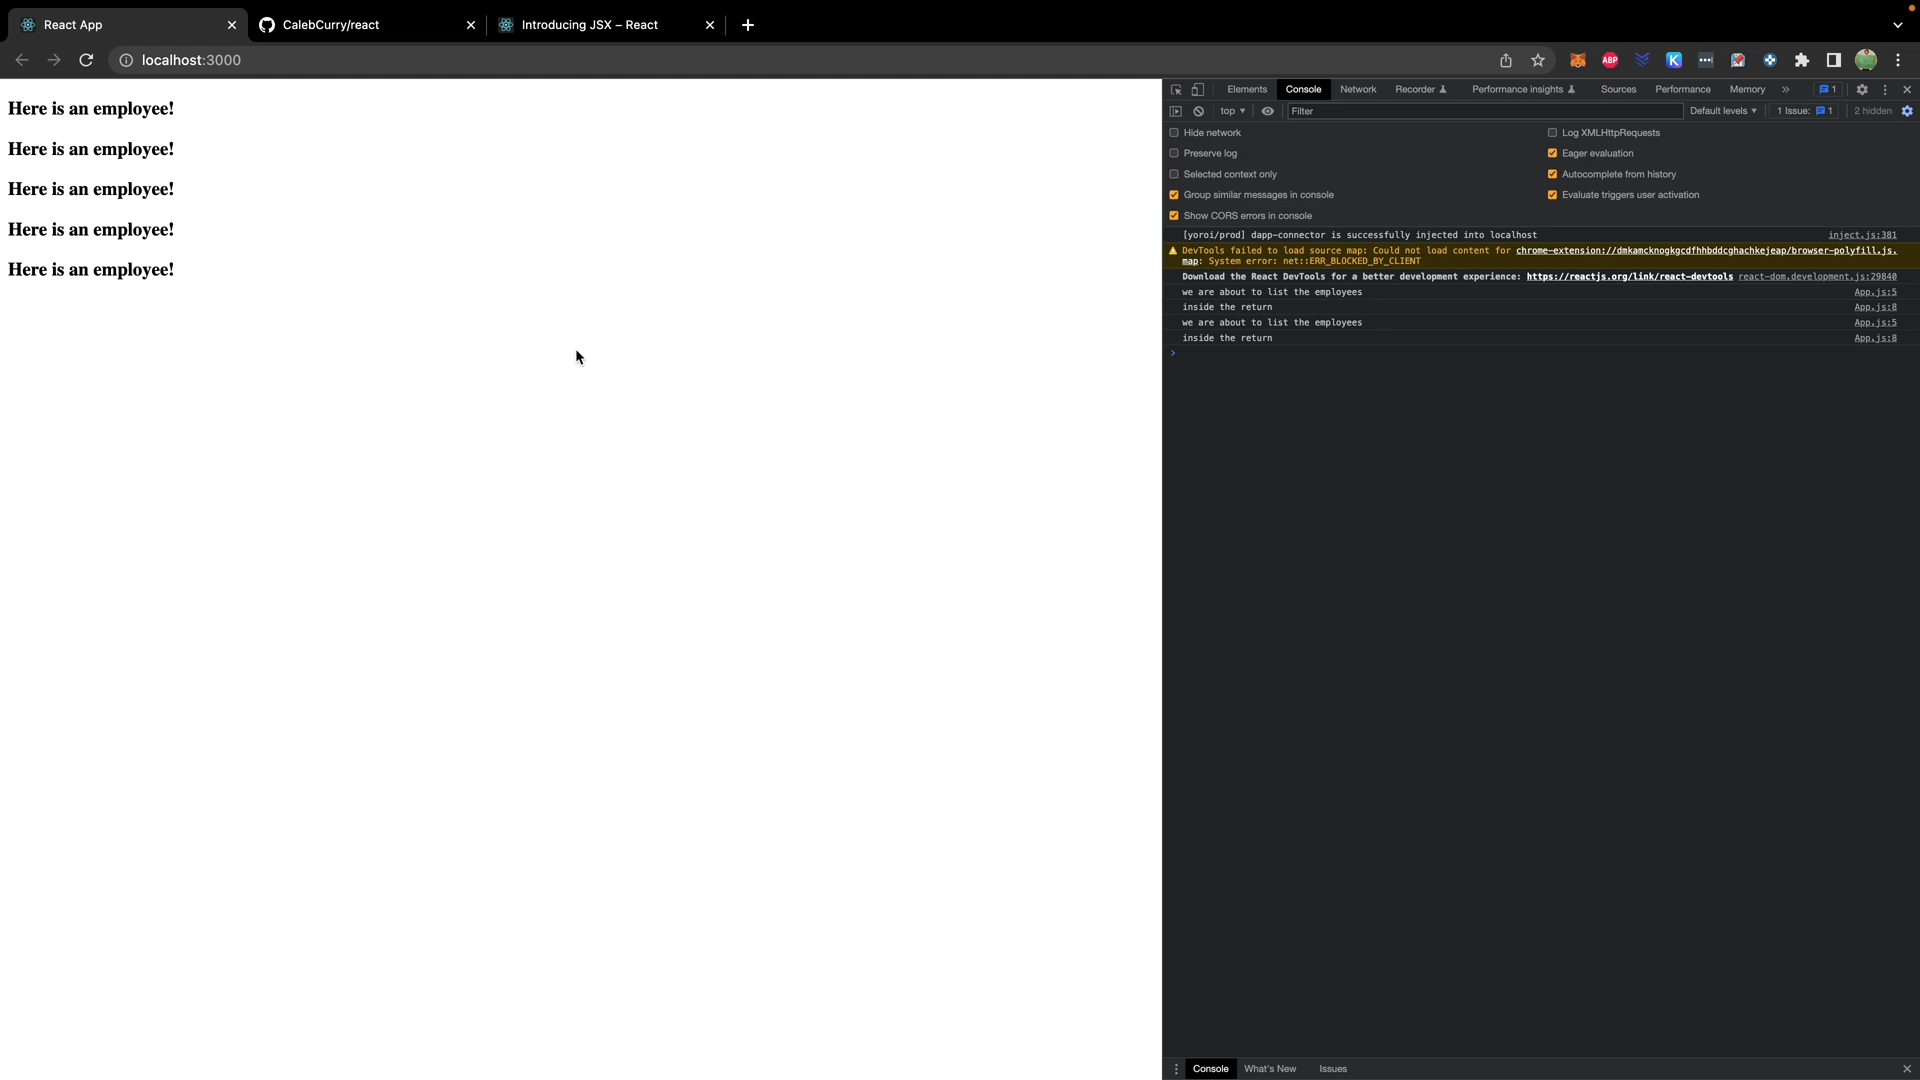 React App
CalebCurry/react
Introducing JSX – React
localhost:3000
ABP
K
Here is an employee!
Here is an employee!
Here is an employee!
Here is an employee!
Here is an employee!
Elements Console Network Recorder Performance insights Sources Performance Memory » 1
top Filter Default levels 1 Issue: 1 2 hidden
Hide network Log XMLHttpRequests
Preserve log Eager evaluation
Selected context only Autocomplete from history
Group similar messages in console Evaluate triggers user activation
Show CORS errors in console
[yoroi/prod] dapp-connector is successfully injected into localhost inject.js:381
DevTools failed to load source map: Could not load content for chrome-extension://dmkamcknogkgcdfhhbddcghachkejeap/browser-polyfill.js.
map: System error: net::ERR_BLOCKED_BY_CLIENT
Download the React DevTools for a better development experience: https://reactjs.org/link/react-devtools react-dom.development.js:29840
we are about to list the employees App.js:5
inside the return App.js:8
we are about to list the employees App.js:5
inside the return App.js:8
Console What's New Issues